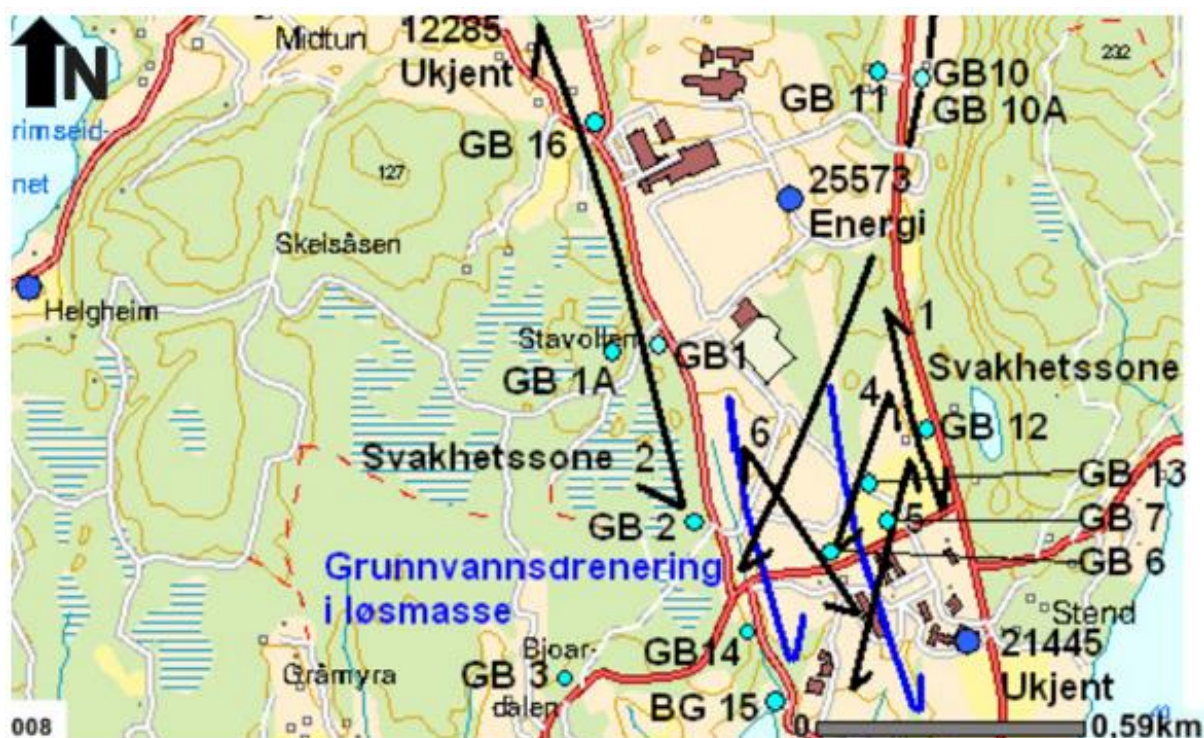 N
Midtun
12285
Ukjent
232
GB10
GB 10A
GB 11
rimseid-
net
GB 16
127
25573
Energi
Skeisåsen
Helgheim
Stavollen
GB1
GB 1A
1
Svakhetssone
4
6
GB 12
Svakhetssone 2
GB 13
GB 2
5
GB 7
GB 6
Grunnvannsdrenering
i løsmasse
Stend
Bjoar-
dalen
GB14
21445
Ukjent
Gråmyra
GB 3
BG 15
008
0
0,59km